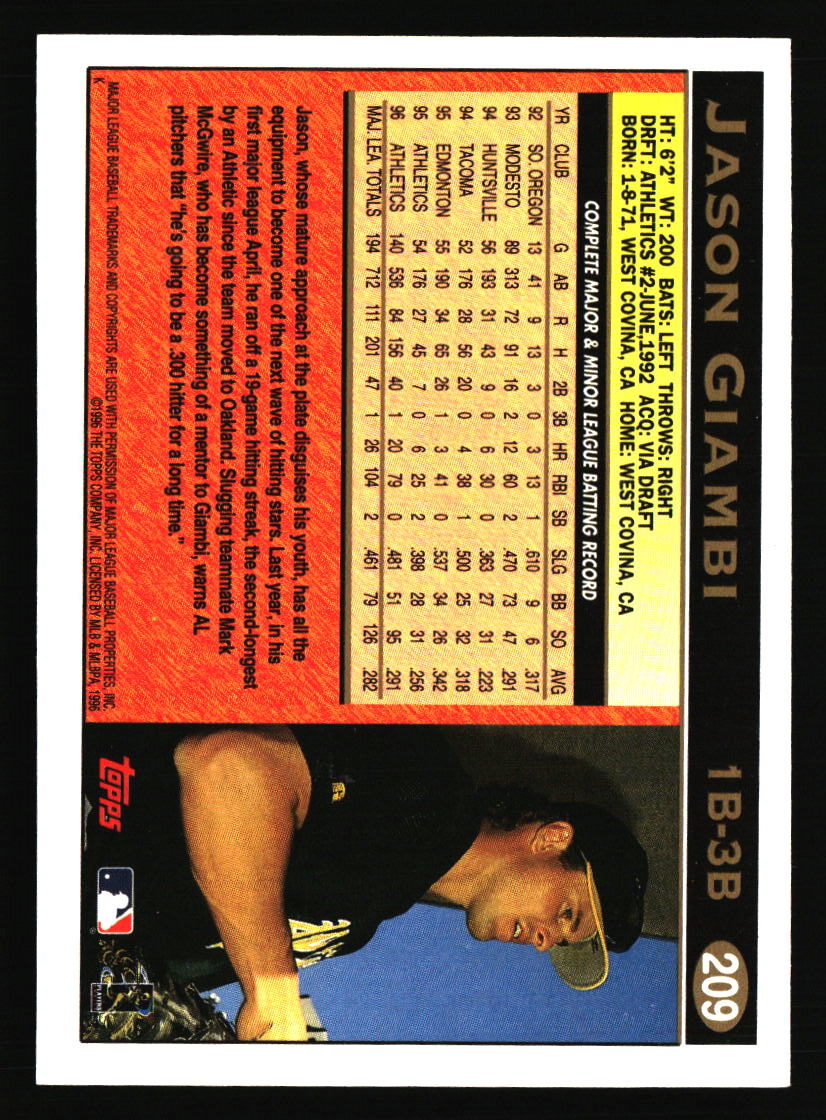 JASON GIAMBI 1B-3B 209
HT: 6'2" WT: 200 BATS: LEFT THROWS: RIGHT
DRFT: ATHLETICS #2-JUNE,1992 ACQ: VIA DRAFT
BORN: 1-8-71, WEST COVINA, CA HOME: WEST COVINA, CA
COMPLETE MAJOR & MINOR LEAGUE BATTING RECORD
YR CLUB G AB R H 2B 3B HR RBI SB SLG BB SO AVG
92 SO. OREGON 13 41 9 13 3 0 3 13 1 .610 9 6 .317
93 MODESTO 89 313 72 91 16 2 12 60 2 .470 73 47 .291
94 HUNTSVILLE 56 193 31 43 9 0 6 30 0 .363 27 31 .223
94 TACOMA 52 176 28 56 20 0 4 38 1 .500 25 32 .318
95 EDMONTON 55 190 34 65 26 1 3 41 0 .537 34 26 .342
95 ATHLETICS 54 176 27 45 7 0 6 25 2 .398 28 31 .256
96 ATHLETICS 140 536 84 156 40 1 20 79 0 .481 51 95 .291
MAJ. LEA. TOTALS 194 712 111 201 47 1 26 104 2 .461 79 126 .282
Jason, whose mature approach at the plate disguises his youth, has all the
equipment to become one of the next wave of hitting stars. Last year, in his
first major league April, he ran off a 19-game hitting streak, the second-longest
by an Athletic since the team moved to Oakland. Slugging teammate Mark
McGwire, who has become something of a mentor to Giambi, warns AL
pitchers that "he's going to be a .300 hitter for a long time."
MAJOR LEAGUE BASEBALL TRADEMARKS AND COPYRIGHTS ARE USED WITH PERMISSION OF MAJOR LEAGUE BASEBALL PROPERTIES, INC.
K ©1996 THE TOPPS COMPANY, INC. LICENSED BY MLB & MLBPA, 1996
TOPPS